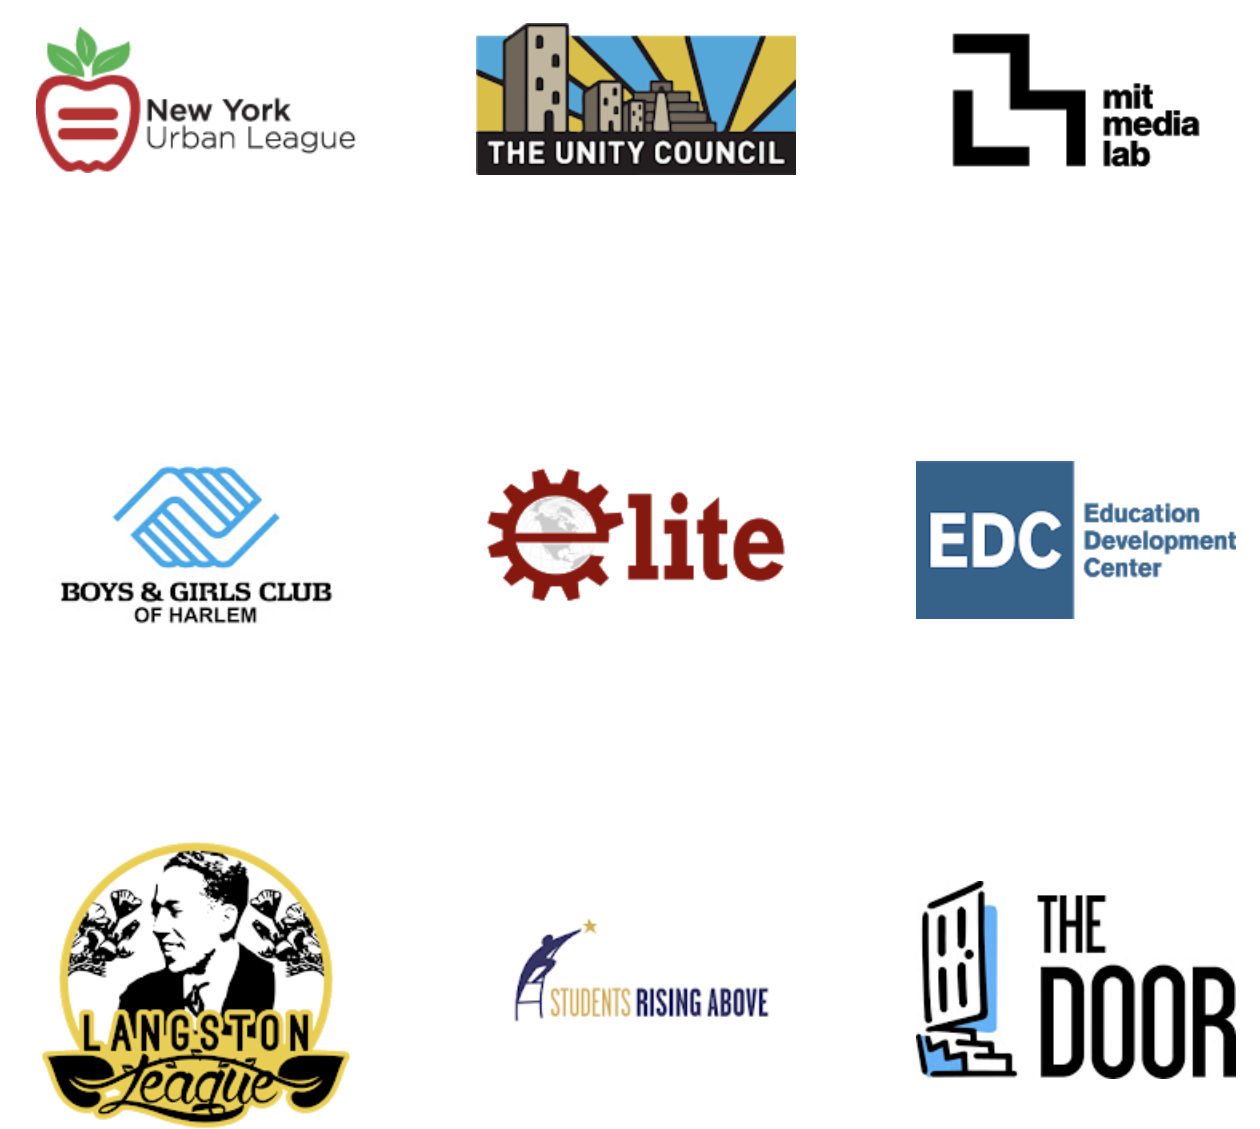 New York
Urban League
THE UNITY COUNCIL
mit
media
lab
BOYS & GIRLS CLUB
OF HARLEM
elite
EDC
Education
Development
Center
LANGSTON
League
STUDENTS RISING ABOVE
THE
DOOR